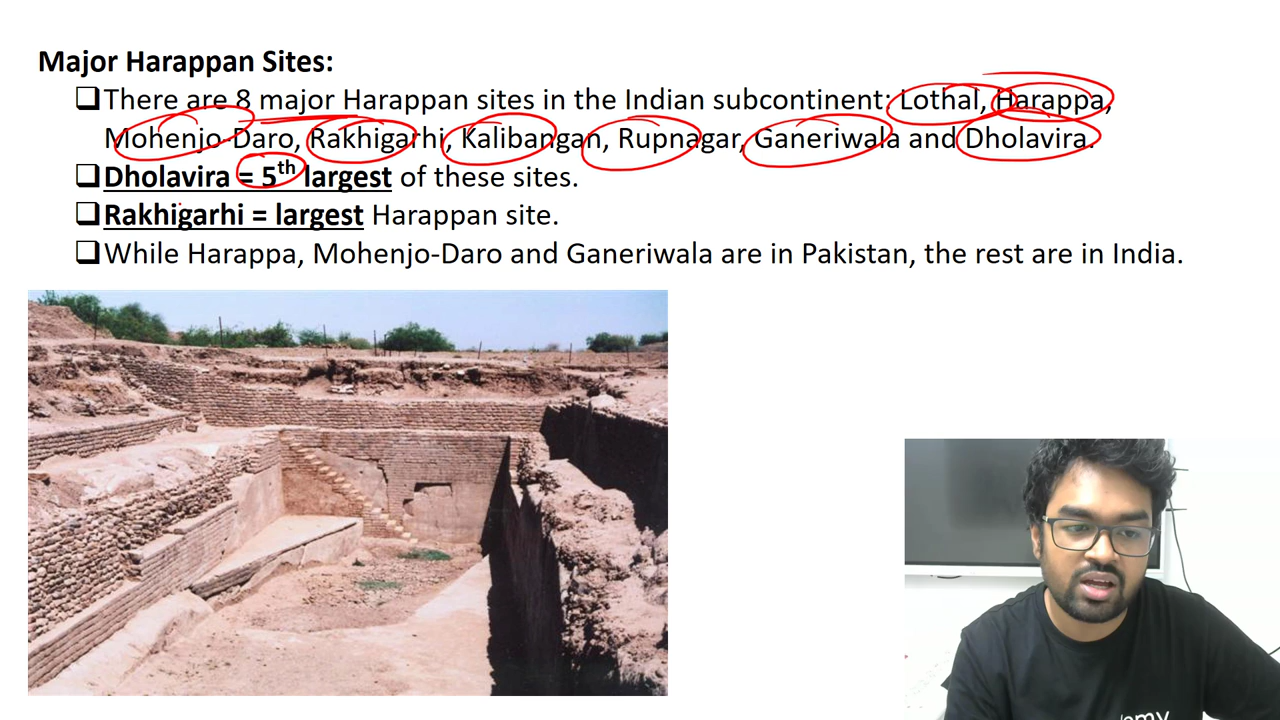 Major Harappan Sites:
❑There are 8 major Harappan sites in the Indian subcontinent: Lothal, Harappa,
Mohenjo-Daro, Rakhigarhi, Kalibangan, Rupnagar, Ganeriwala and Dholavira.
❑Dholavira = 5th largest of these sites.
❑Rakhigarhi = largest Harappan site.
❑While Harappa, Mohenjo-Daro and Ganeriwala are in Pakistan, the rest are in India.